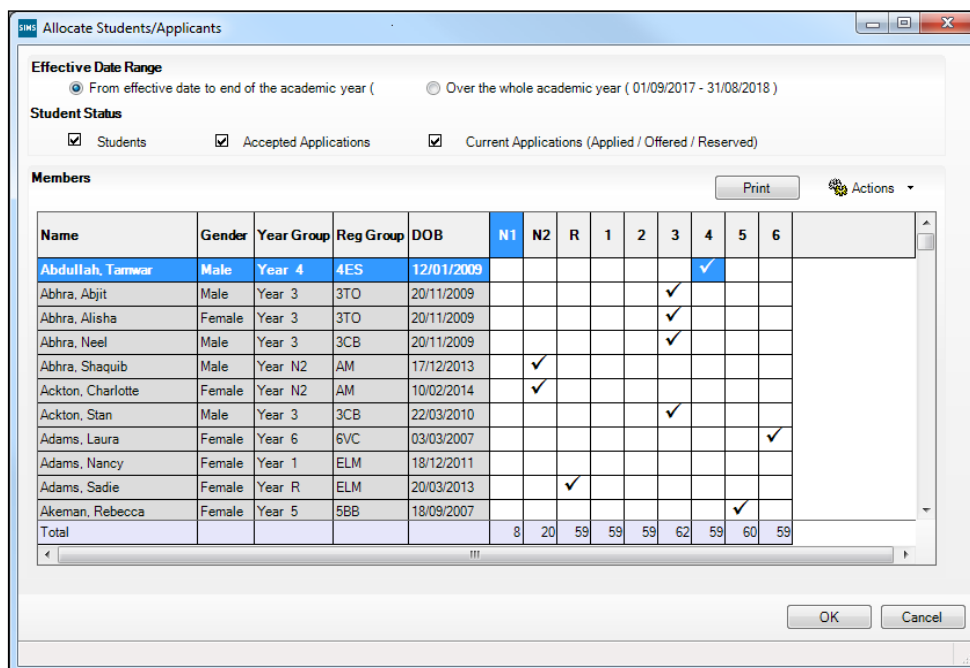 SIMS Allocate Students/Applicants
Effective Date Range
From effective date to end of the academic year ( Over the whole academic year ( 01/09/2017 - 31/08/2018 )
Student Status
Students Accepted Applications Current Applications (Applied / Offered / Reserved)
Members
Print Actions
Name Gender Year Group Reg Group DOB N1 N2 R 1 2 3 4 5 6
Abdullah, Tamwar Male Year 4 4ES 12/01/2009 ✓
Abhra, Abjit Male Year 3 3TO 20/11/2009 ✓
Abhra, Alisha Female Year 3 3TO 20/11/2009 ✓
Abhra, Neel Male Year 3 3CB 20/11/2009 ✓
Abhra, Shaquib Male Year N2 AM 17/12/2013 ✓
Ackton, Charlotte Female Year N2 AM 10/02/2014 ✓
Ackton, Stan Male Year 3 3CB 22/03/2010 ✓
Adams, Laura Female Year 6 6VC 03/03/2007 ✓
Adams, Nancy Female Year 1 ELM 18/12/2011
Adams, Sadie Female Year R ELM 20/03/2013 ✓
Akeman, Rebecca Female Year 5 5BB 18/09/2007 ✓
Total 8 20 59 59 59 62 59 60 59
OK Cancel